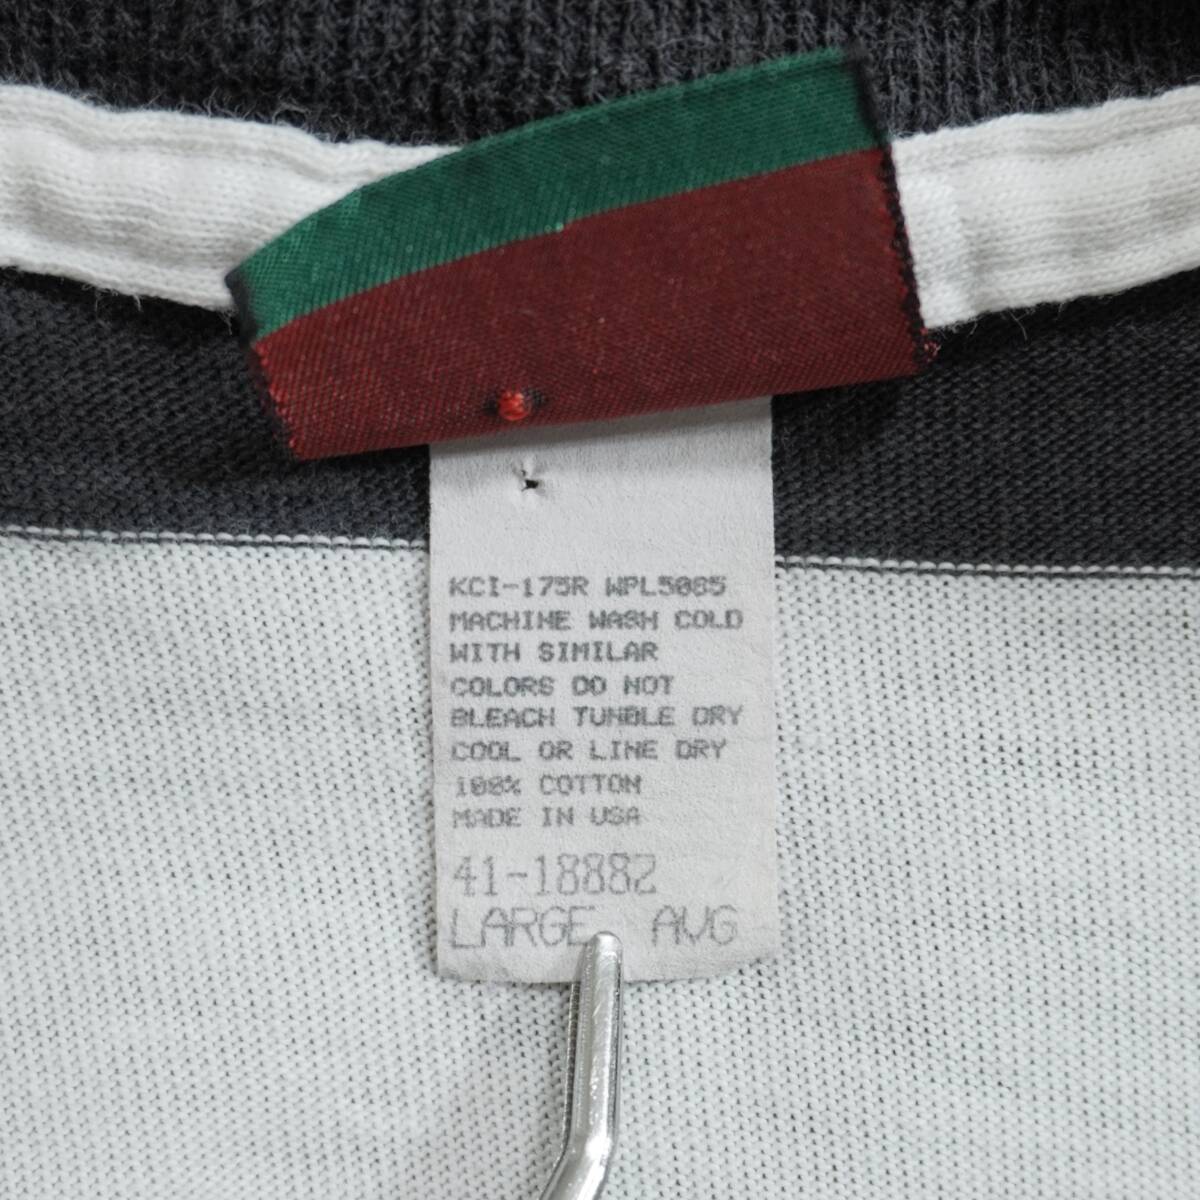 KCI-175R WPL5085
MACHINE WASH COLD
WITH SIMILAR
COLORS DO NOT
BLEACH TUMBLE DRY
COOL OR LINE DRY
100% COTTON
MADE IN USA
41-18882
LARGE AVG